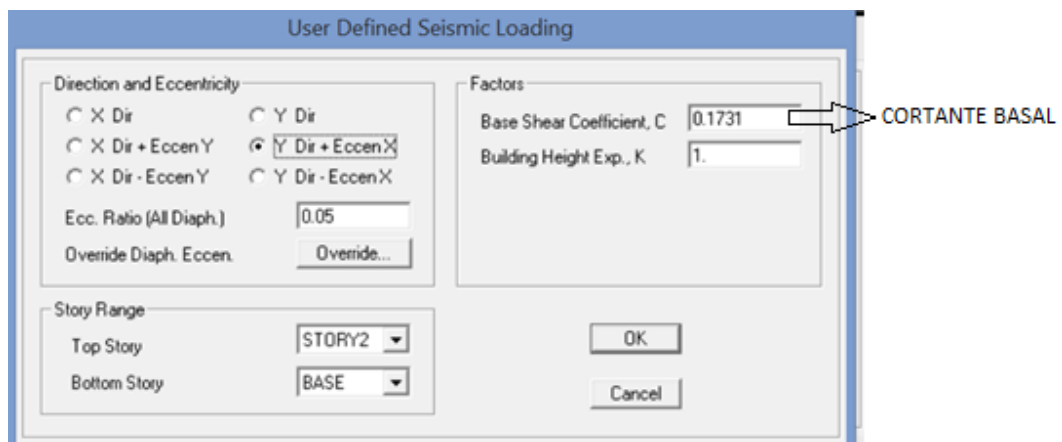 User Defined Seismic Loading
Direction and Eccentricity
X Dir
Y Dir
X Dir + Eccen Y
Y Dir + Eccen X
X Dir - Eccen Y
Y Dir - Eccen X
Ecc. Ratio (All Diaph.)
0.05
Override Diaph. Eccen.
Override...
Factors
Base Shear Coefficient, C
0.1731
CORTANTE BASAL
Building Height Exp., K
1.
Story Range
Top Story
STORY2
Bottom Story
BASE
OK
Cancel